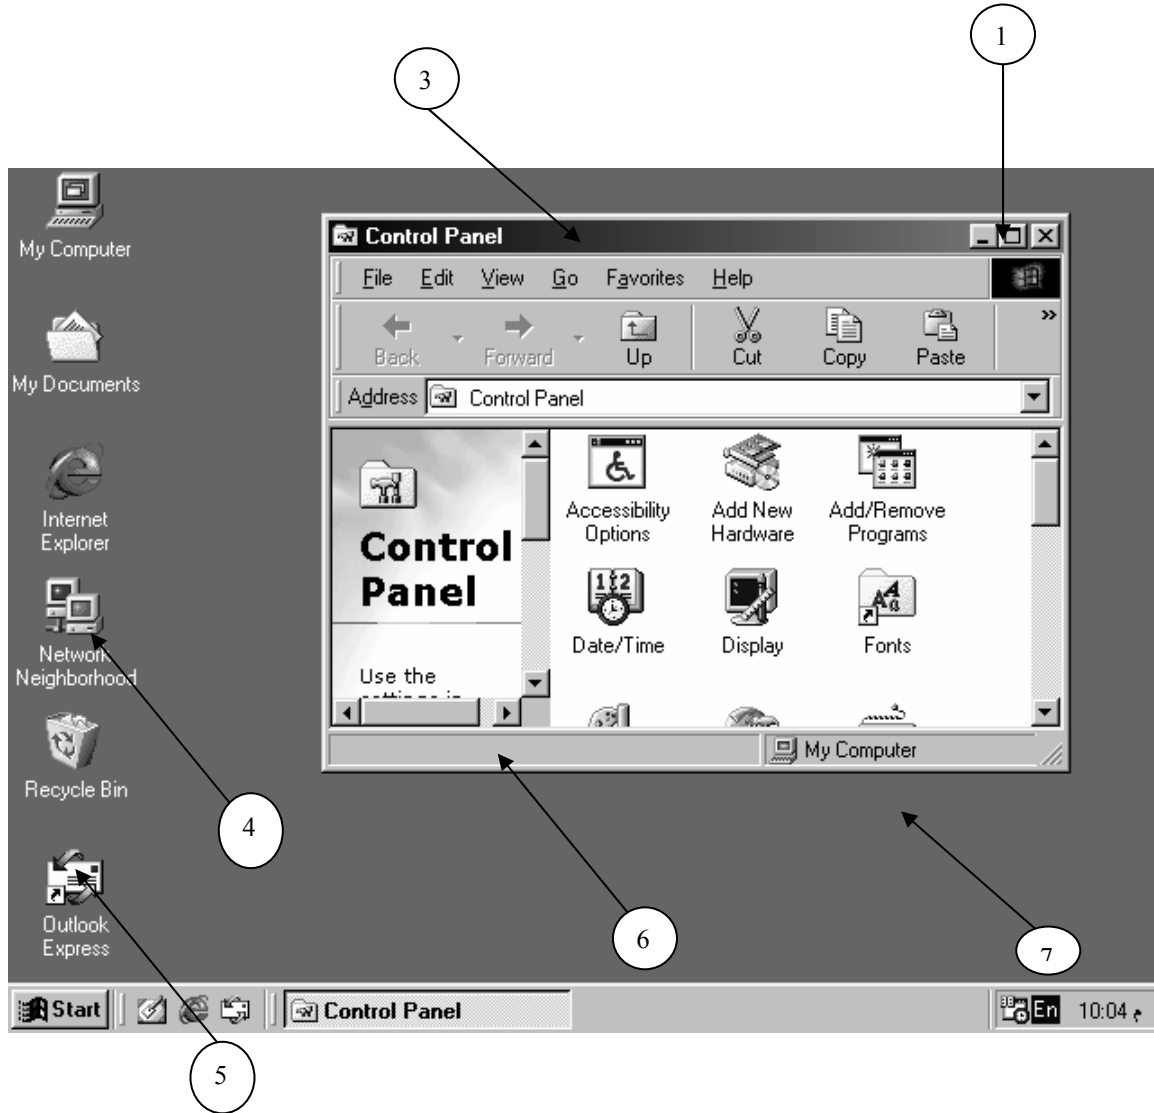 1
3
My Computer
Control Panel
File Edit View Go Favorites Help
Back Forward Up Cut Copy Paste
»
My Documents
Address Control Panel
Internet
Explorer
Control
Panel
Use the
settings in
Accessibility
Options
Add New
Hardware
Add/Remove
Programs
Date/Time
Display
Fonts
Network
Neighborhood
My Computer
Recycle Bin
4
6
7
Outlook
Express
Start Control Panel En 10:04 م
5